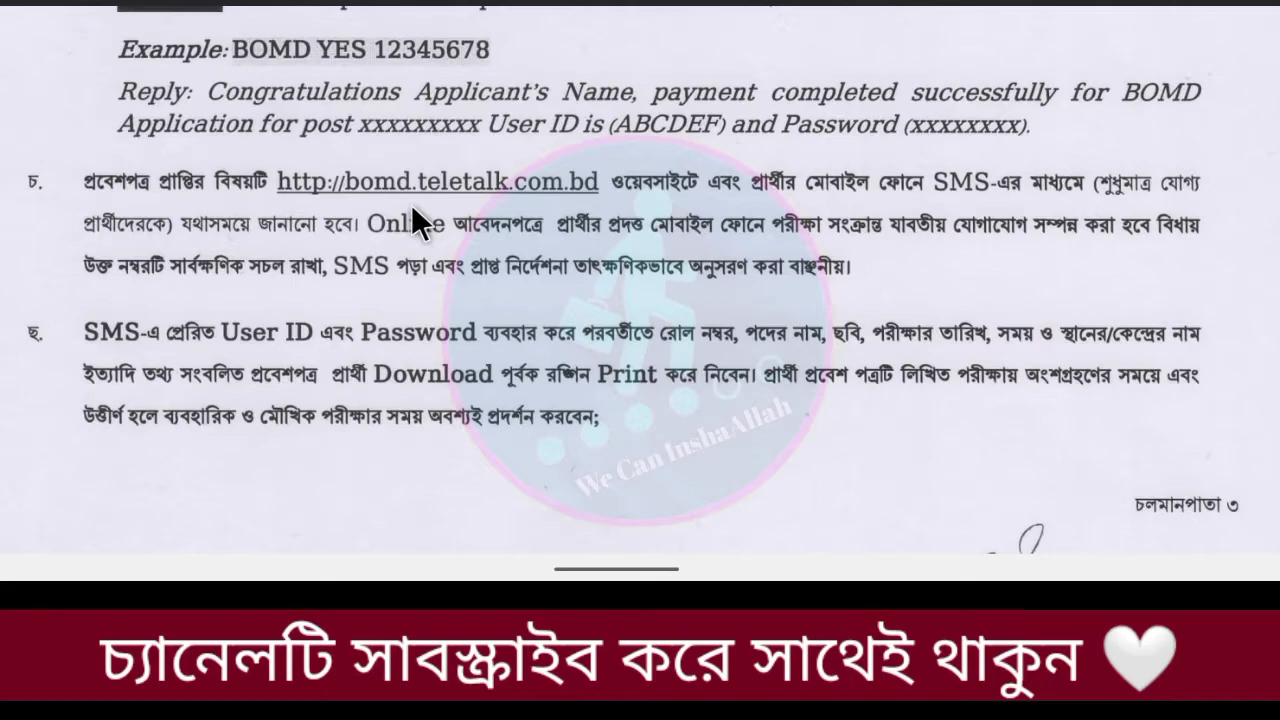 Example: BOMD YES 12345678
Reply: Congratulations Applicant's Name, payment completed successfully for BOMD
Application for post xxxxxxxxx User ID is (ABCDEF) and Password (xxxxxxxx).
চ. প্রবেশপত্র প্রাপ্তির বিষয়টি http://bomd.teletalk.com.bd ওয়েবসাইটে এবং প্রার্থীর মোবাইল ফোনে SMS-এর মাধ্যমে (শুধুমাত্র যোগ্য
প্রার্থীদেরকে) যথাসময়ে জানানো হবে। Online আবেদনপত্রে প্রার্থীর প্রদত্ত মোবাইল ফোনে পরীক্ষা সংক্রান্ত যাবতীয় যোগাযোগ সম্পন্ন করা হবে বিধায়
উক্ত নম্বরটি সার্বক্ষণিক সচল রাখা, SMS পড়া এবং প্রাপ্ত নির্দেশনা তাৎক্ষণিকভাবে অনুসরণ করা বাঞ্ছনীয়।
ছ. SMS-এ প্রেরিত User ID এবং Password ব্যবহার করে পরবর্তীতে রোল নম্বর, পদের নাম, ছবি, পরীক্ষার তারিখ, সময় ও স্থানের/কেন্দ্রের নাম
ইত্যাদি তথ্য সংবলিত প্রবেশপত্র প্রার্থী Download পূর্বক রঙ্গিন Print করে নিবেন। প্রার্থী প্রবেশ পত্রটি লিখিত পরীক্ষায় অংশগ্রহণের সময়ে এবং
উত্তীর্ণ হলে ব্যবহারিক ও মৌখিক পরীক্ষার সময় অবশ্যই প্রদর্শন করবেন;
We Can InshaAllah
চলমানপাতা ৩
চ্যানেলটি সাবস্ক্রাইব করে সাথেই থাকুন 🤍